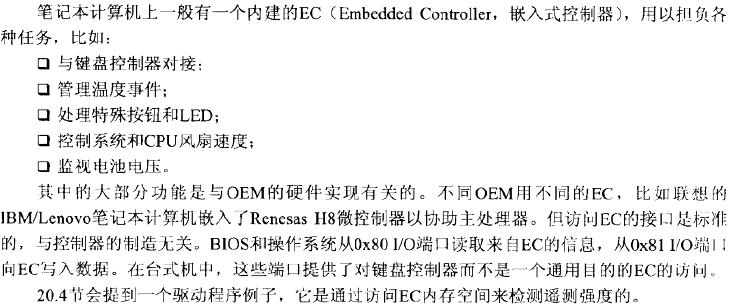 笔记本计算机上一般有一个内建的EC（Embedded Controller，嵌入式控制器），用以担负各
种任务，比如：
❑ 与键盘控制器对接；
❑ 管理温度事件；
❑ 处理特殊按钮和LED；
❑ 控制系统和CPU风扇速度；
❑ 监视电池电压。
其中的大部分功能是与OEM的硬件实现有关的。不同OEM用不同的EC，比如联想的
IBM/Lenovo笔记本计算机嵌入了Renesas H8微控制器以协助主处理器。但访问EC的接口是标准
的，与控制器的制造无关。BIOS和操作系统从0x80 I/O端口读取来自EC的信息，从0x81 I/O端口
向EC写入数据。在台式机中，这些端口提供了对键盘控制器而不是一个通用目的的EC的访问。
20.4节会提到一个驱动程序例子，它是通过访问EC内存空间来检测遥测强度的。